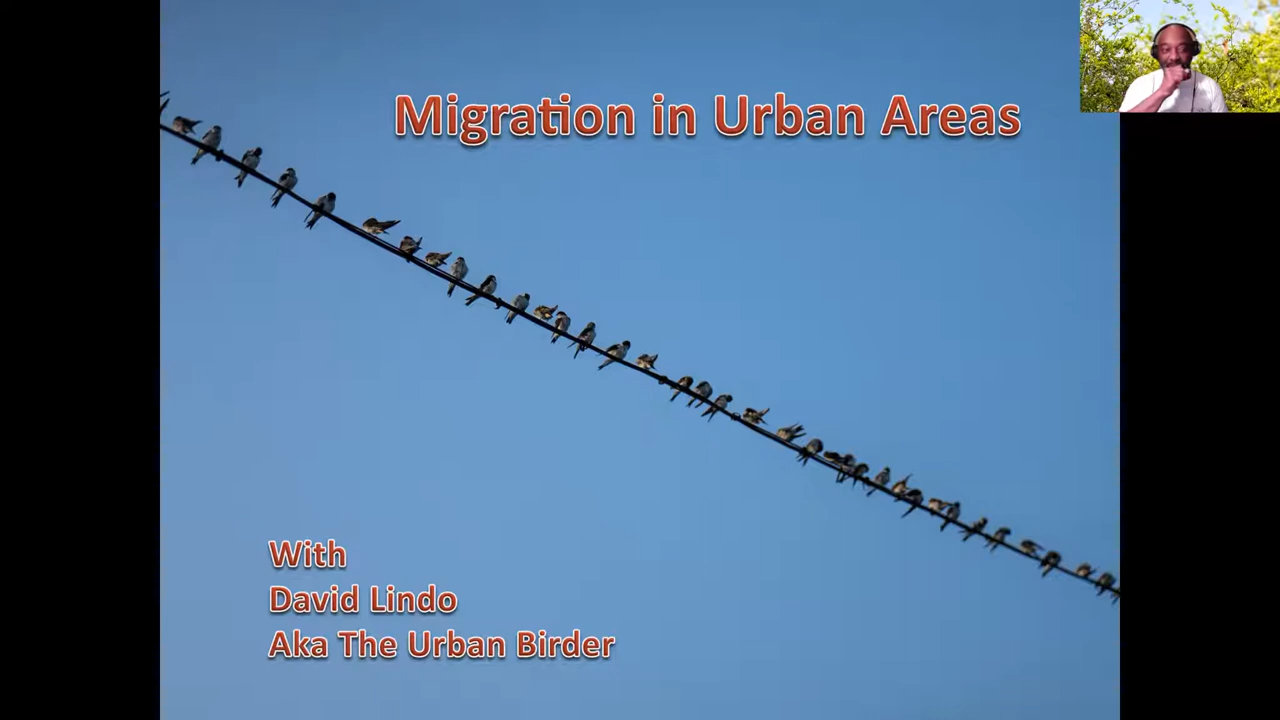 Migration in Urban Areas
With
David Lindo
Aka The Urban Birder